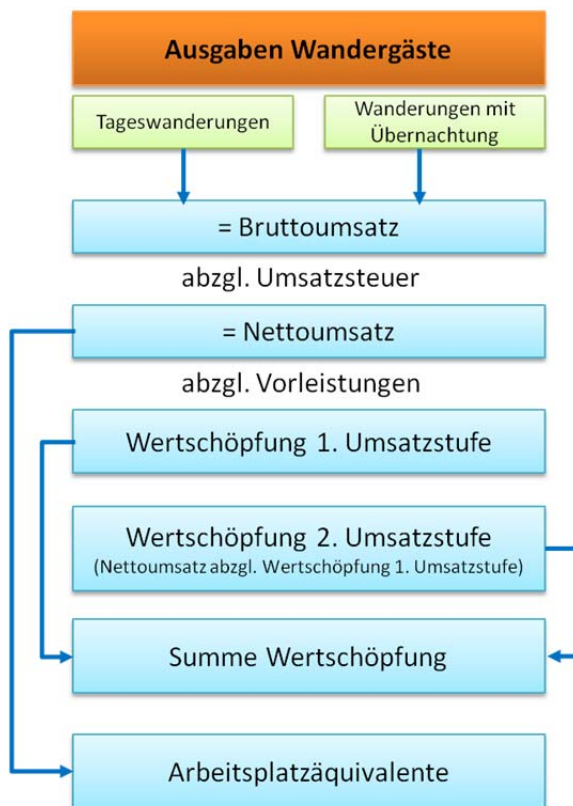 Ausgaben Wandergäste
Tageswanderungen
Wanderungen mit
Übernachtung
= Bruttoumsatz
abzgl. Umsatzsteuer
= Nettoumsatz
abzgl. Vorleistungen
Wertschöpfung 1. Umsatzstufe
Wertschöpfung 2. Umsatzstufe
(Nettoumsatz abzgl. Wertschöpfung 1. Umsatzstufe)
Summe Wertschöpfung
Arbeitsplatzäquivalente